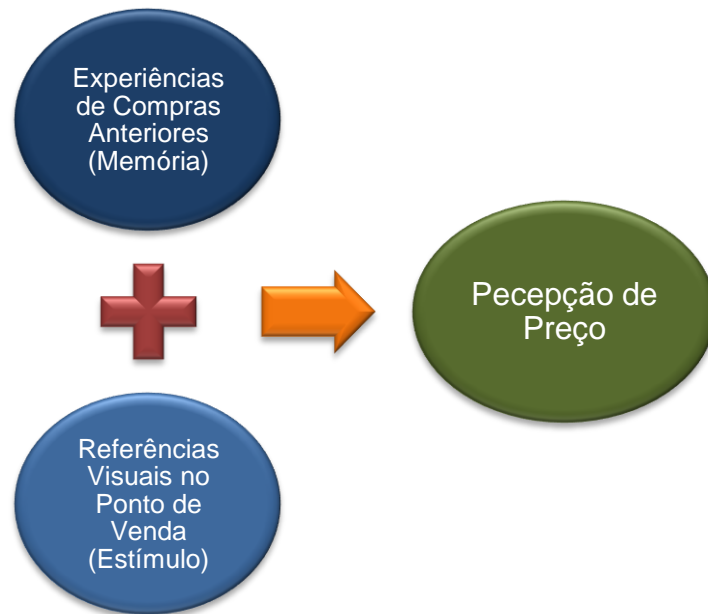 Experiências
de Compras
Anteriores
(Memória)
Pecepção de
Preço
Referências
Visuais no
Ponto de
Venda
(Estímulo)